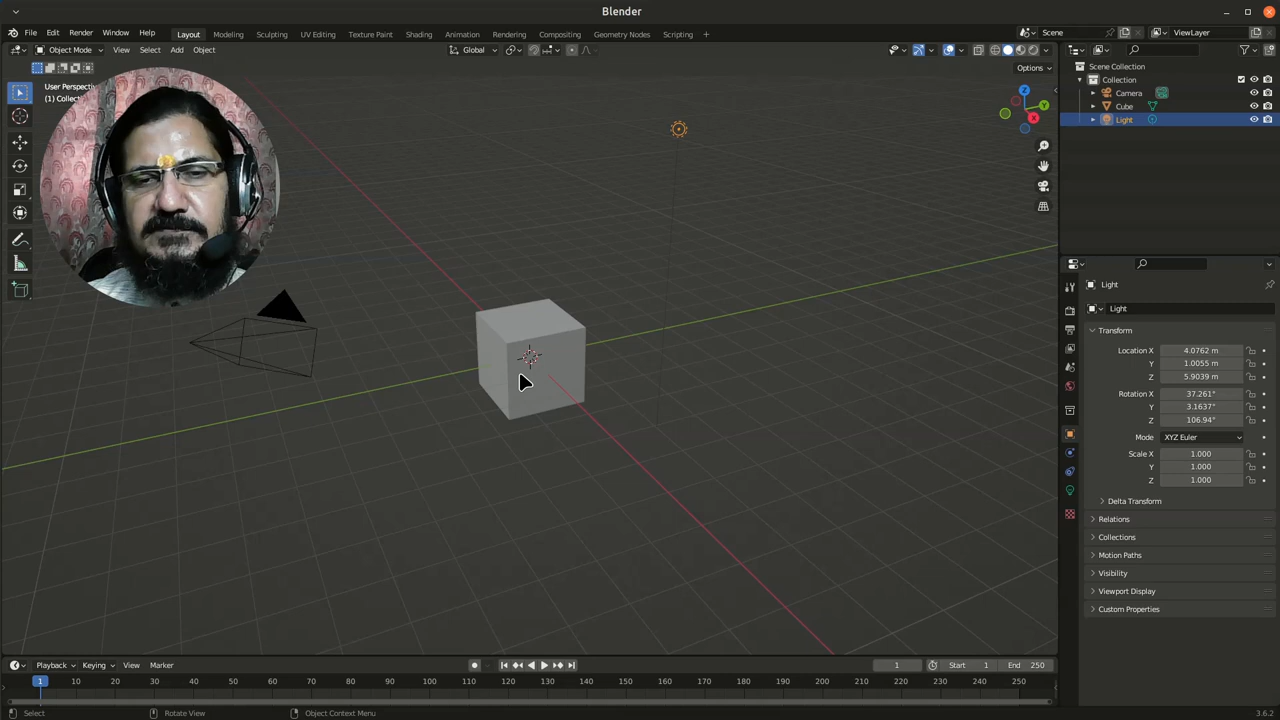 Blender
File Edit Render Window Help Layout Modeling Sculpting UV Editing Texture Paint Shading Animation Rendering Compositing Geometry Nodes Scripting Scene ViewLayer
Object Mode View Select Add Object Global
Options
User Perspe
(1) Collect
X
Y
Z
Scene Collection
Collection
Camera
Cube
Light
Light
Light
Transform
Location X 4.0762 m
Y 1.0055 m
Z 5.9039 m
Rotation X 37.261°
Y 3.1637°
Z 106.94°
Mode XYZ Euler
Scale X 1.000
Y 1.000
Z 1.000
Delta Transform
Relations
Collections
Motion Paths
Visibility
Viewport Display
Custom Properties
Playback Keying View Marker 1 Start 1 End 250
1 10 20 30 40 50 60 70 80 90 100 110 120 130 140 150 160 170 180 190 200 210 220 230 240 250
Select Rotate View Object Context Menu 3.6.2